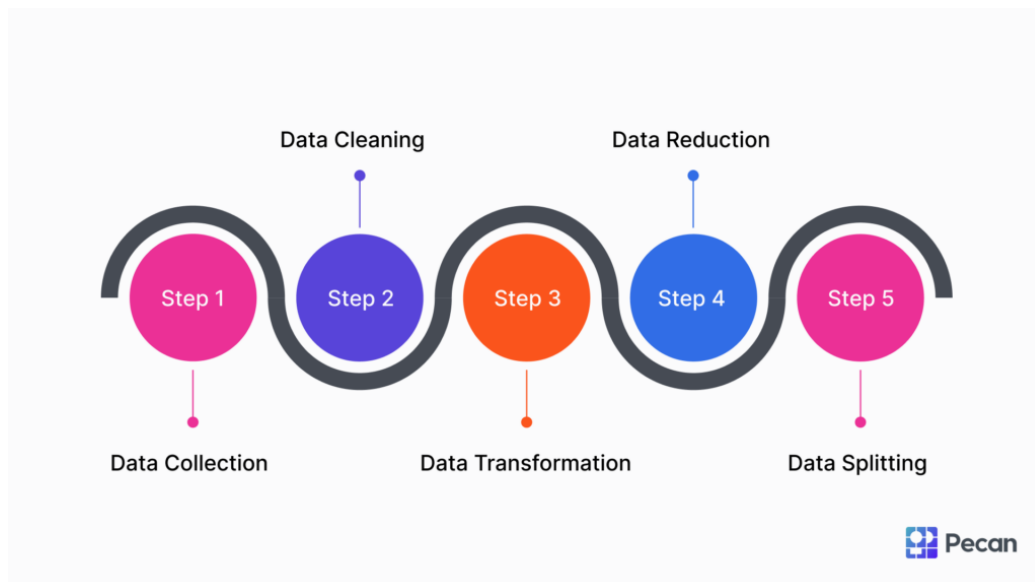 Data Cleaning
Data Reduction
Step 1
Step 2
Step 3
Step 4
Step 5
Data Collection
Data Transformation
Data Splitting
Pecan